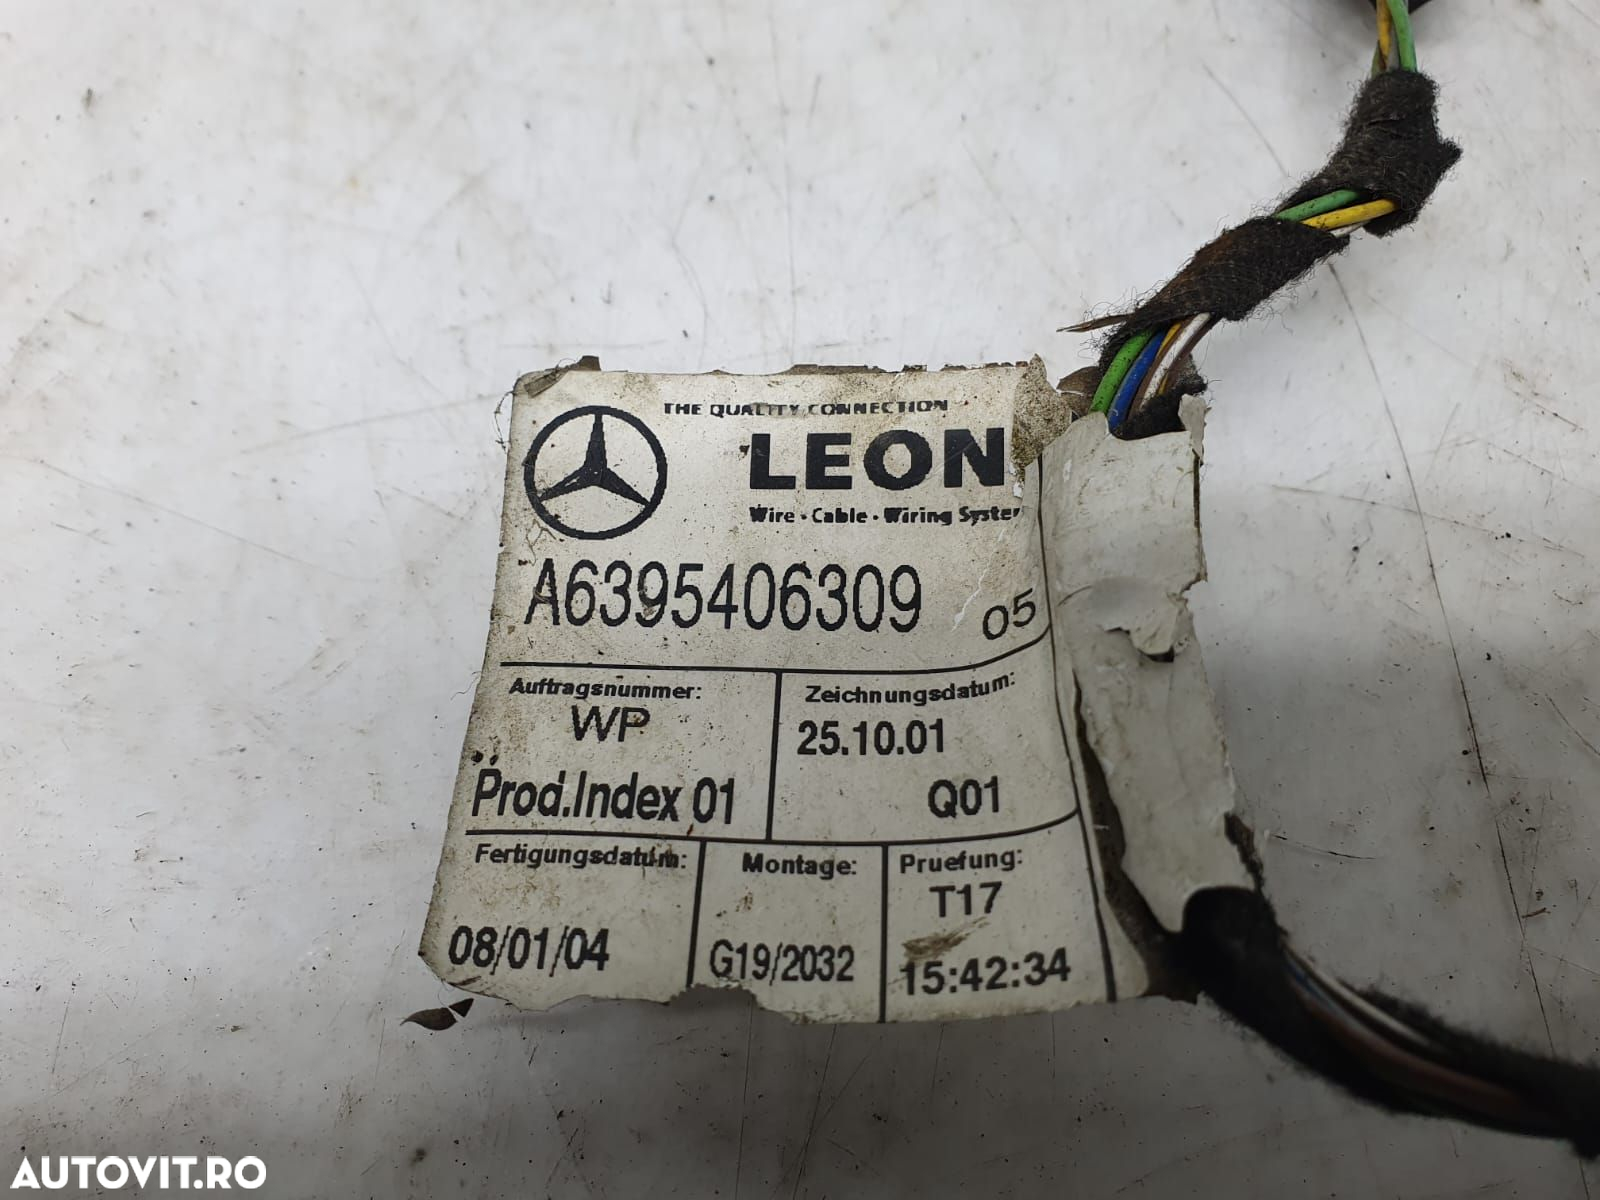 THE QUALITY CONNECTION
LEON
Wire · Cable · Wiring Syster
A6395406309 05
Auftragsnummer:
WP
Prod.Index 01
Zeichnungsdatum:
25.10.01
Q01
Fertigungsdatum:
08/01/04
Montage:
G19/2032
Pruefung:
T17
15:42:34
AUTOVIT.RO